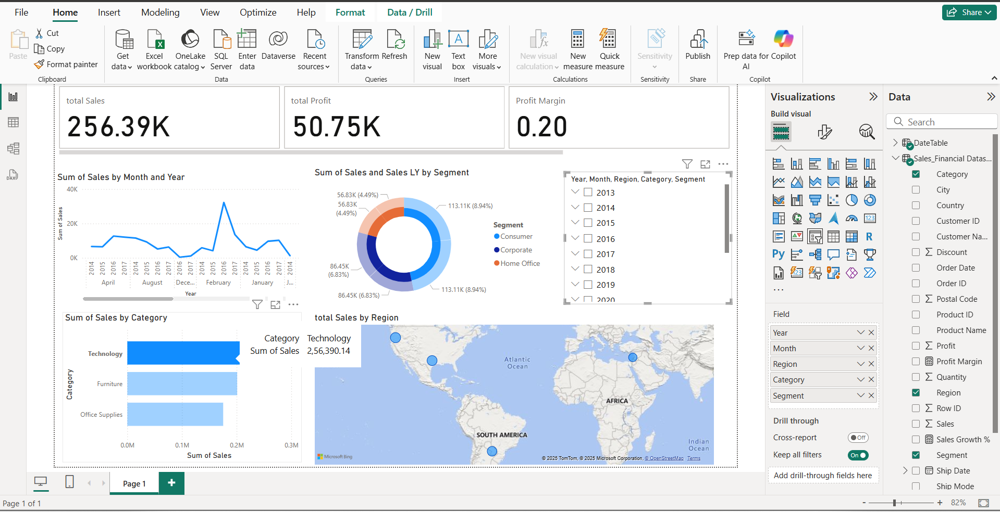 File Home Insert Modeling View Optimize Help Format Data / Drill Share
Paste
Cut
Copy
Format painter
Clipboard
Get data
Excel workbook
OneLake catalog
SQL Server
Enter data
Dataverse
Recent sources
Data
Transform data
Refresh
Queries
New visual
Text box
More visuals
Insert
New visual calculation
New measure
Quick measure
Calculations
Sensitivity
Sensitivity
Publish
Share
Prep data for AI
Copilot
Copilot
DAX
total Sales
256.39K
total Profit
50.75K
Profit Margin
0.20
Sum of Sales by Month and Year
40K
20K
0K
Sum of Sales
2014 2015 2016 2017 2014 2015 2016 2017 2016 2017 2014 2015 2016 2017 2014 2015 2016 2017 2014
April August Dece... February January J...
Year
Sum of Sales and Sales LY by Segment
56.83K (4.49%)
56.83K
(4.49%)
113.11K (8.94%)
86.45K
(6.83%)
86.45K (6.83%)
113.11K (8.94%)
Segment
Consumer
Corporate
Home Office
Year, Month, Region, Category, Segment
2013
2014
2015
2016
2017
2018
2019
2020
Sum of Sales by Category
Category
Technology
Furniture
Office Supplies
0.0M 0.1M 0.2M 0.3M
Sum of Sales
Category Technology
Sum of Sales 2,56,390.14
total Sales by Region
Atlantic
Ocean
AFRICA
SOUTH AMERICA
Indian
Ocean
Microsoft Bing
© 2025 TomTom, © 2025 Microsoft Corporation, © OpenStreetMap Terms
Visualizations
Build visual
123
R
Py
123
...
Field
Year
Month
Region
Category
Segment
Drill through
Cross-report Off
Keep all filters On
Add drill-through fields here
Data
Search
DateTable
Sales_Financial Datas...
Category
City
Country
Customer ID
Customer Na...
Discount
Order Date
Order ID
Postal Code
Product ID
Product Name
Profit
Profit Margin
Quantity
Region
Row ID
Sales
Sales Growth %
Segment
Ship Date
Ship Mode
Page 1
Page 1 of 1
- + 82%